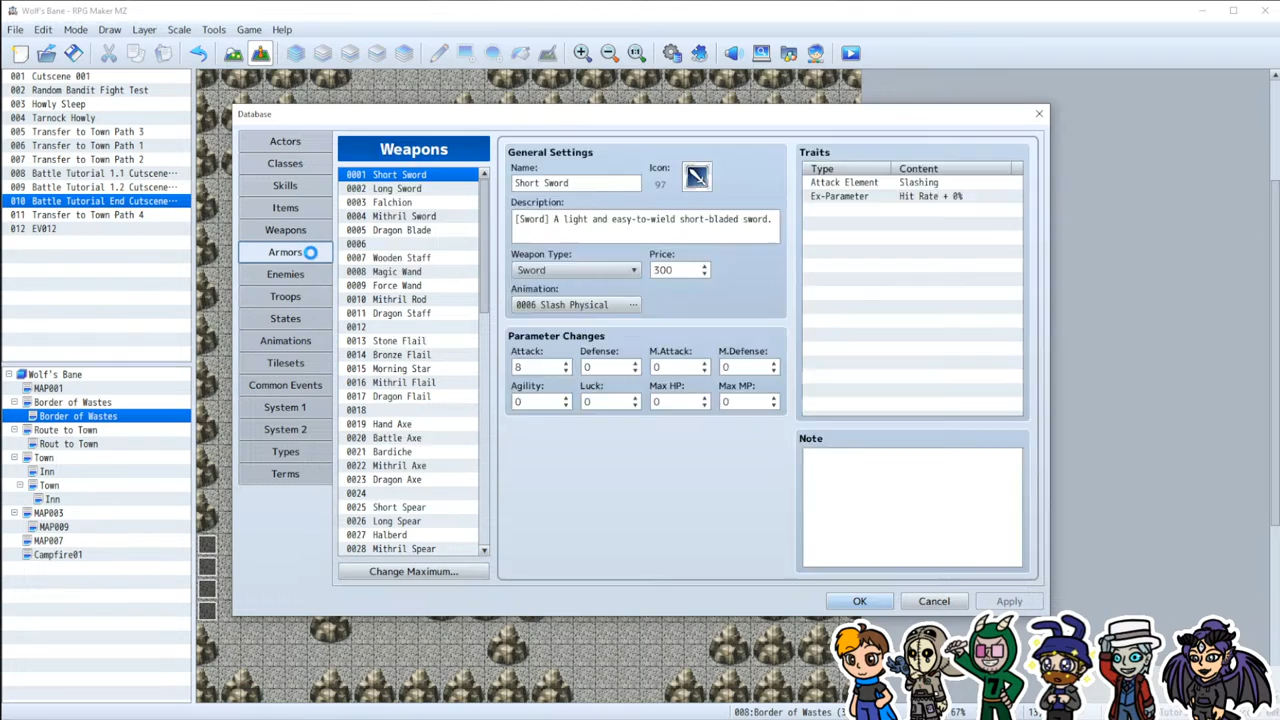 Wolf's Bane - RPG Maker MZ
File Edit Mode Draw Layer Scale Tools Game Help
001 Cutscene 001
002 Random Bandit Fight Test
003 Howly Sleep
004 Tarnock Howly
005 Transfer to Town Path 3
006 Transfer to Town Path 1
007 Transfer to Town Path 2
008 Battle Tutorial 1.1 Cutscene⋯
009 Battle Tutorial 1.2 Cutscene⋯
010 Battle Tutorial End Cutscene⋯
011 Transfer to Town Path 4
012 EV012
Wolf's Bane
MAP001
Border of Wastes
Border of Wastes
Route to Town
Rout to Town
Town
Inn
Town
Inn
MAP003
MAP009
MAP007
Campfire01
Database
Actors
Classes
Skills
Items
Weapons
Armors
Enemies
Troops
States
Animations
Tilesets
Common Events
System 1
System 2
Types
Terms
Weapons
0001 Short Sword
0002 Long Sword
0003 Falchion
0004 Mithril Sword
0005 Dragon Blade
0006
0007 Wooden Staff
0008 Magic Wand
0009 Force Wand
0010 Mithril Rod
0011 Dragon Staff
0012
0013 Stone Flail
0014 Bronze Flail
0015 Morning Star
0016 Mithril Flail
0017 Dragon Flail
0018
0019 Hand Axe
0020 Battle Axe
0021 Bardiche
0022 Mithril Axe
0023 Dragon Axe
0024
0025 Short Spear
0026 Long Spear
0027 Halberd
0028 Mithril Spear
Change Maximum...
General Settings
Name: Icon:
Short Sword 97
Description:
[Sword] A light and easy-to-wield short-bladed sword.
Weapon Type: Price:
Sword 300
Animation:
0006 Slash Physical ⋯
Parameter Changes
Attack: Defense: M.Attack: M.Defense:
8 0 0 0
Agility: Luck: Max HP: Max MP:
0 0 0 0
Traits
Type Content
Attack Element Slashing
Ex-Parameter Hit Rate + 0%
Note
OK Cancel Apply
008:Border of Wastes (3 67% 13,